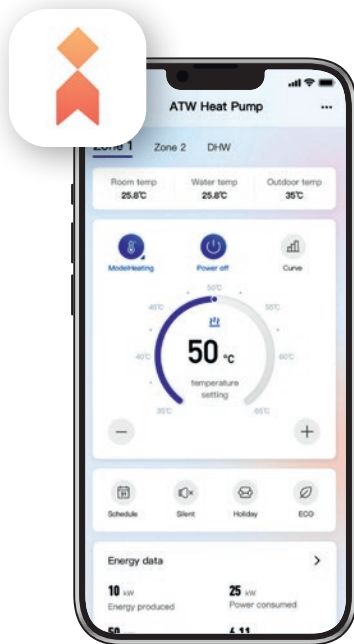 ATW Heat Pump
Zone 1 Zone 2 DHW
Room temp Water temp Outdoor temp
25.8℃ 25.8℃ 35℃
ModelHeating Power off Curve
50℃
45℃ 55℃
40℃ 50 °C 60℃
temperature
setting
35℃ 65℃
Schedule Silent Holiday ECO
Energy data
10 kW 25 kW
Energy produced Power consumed